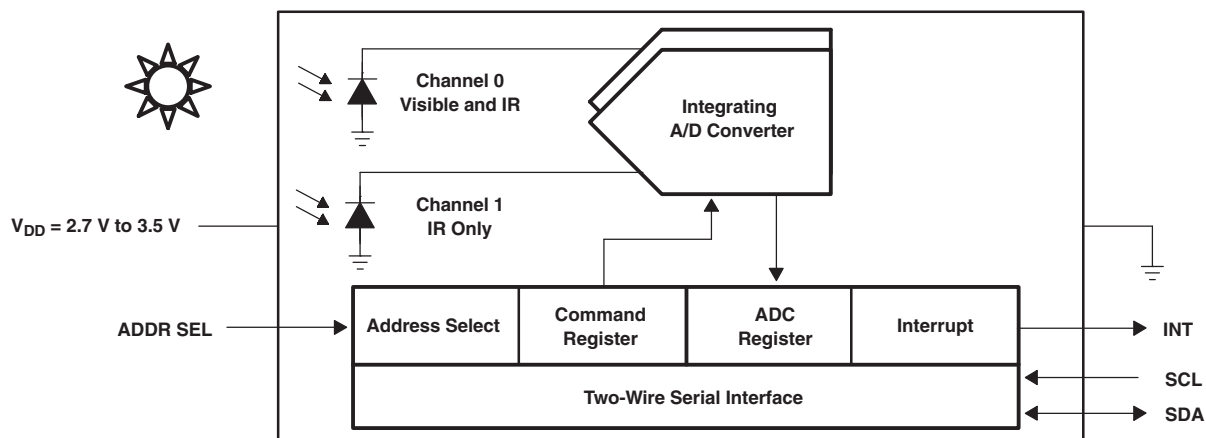 Channel 0
Visible and IR
Integrating
A/D Converter
Channel 1
IR Only
VDD = 2.7 V to 3.5 V
ADDR SEL
Address Select
Command
Register
ADC
Register
Interrupt
INT
Two-Wire Serial Interface
SCL
SDA